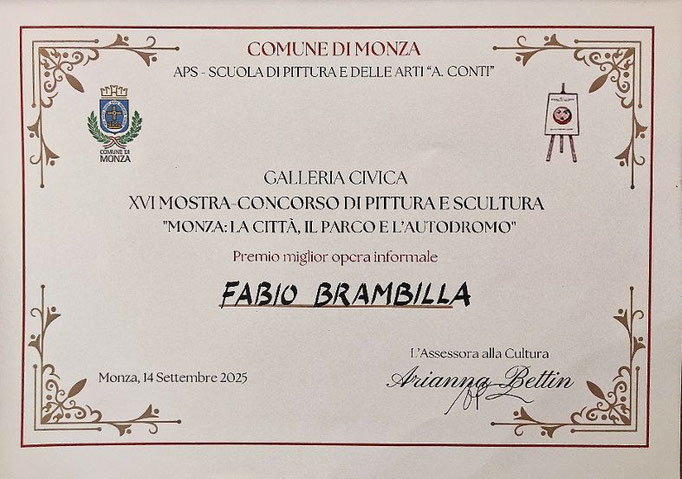 COMUNE DI MONZA
APS - SCUOLA DI PITTURA E DELLE ARTI “A. CONTI”
COMUNE DI
MONZA
GALLERIA CIVICA
XVI MOSTRA-CONCORSO DI PITTURA E SCULTURA
"MONZA: LA CITTÀ, IL PARCO E L'AUTODROMO"
Premio miglior opera informale
FABIO BRAMBILLA
L'Assessora alla Cultura
Monza, 14 Settembre 2025
Arianna Bettin